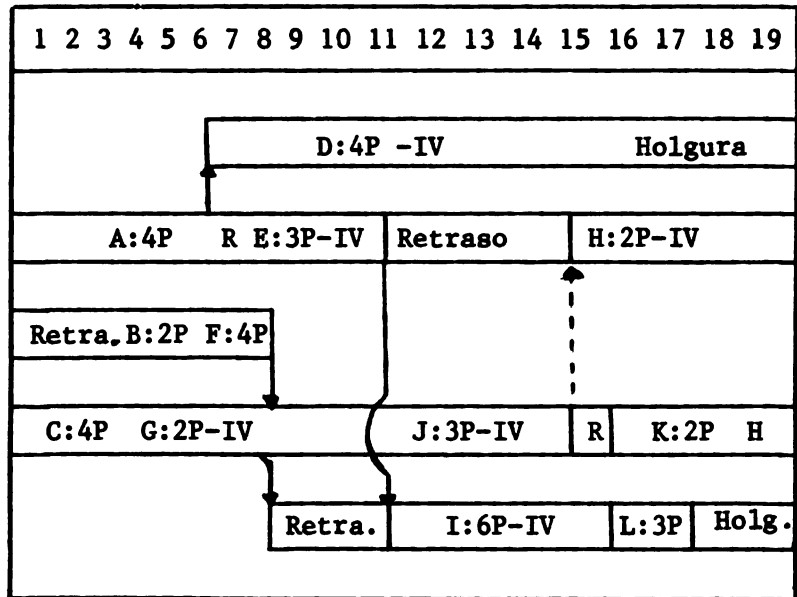 1 2 3 4 5 6 7 8 9 10 11 12 13 14 15 16 17 18 19
D:4P -IV Holgura
A:4P R E:3P-IV Retraso H:2P-IV
Retra. B:2P F:4P
C:4P G:2P-IV J:3P-IV R K:2P H
Retra. I:6P-IV L:3P Holg.